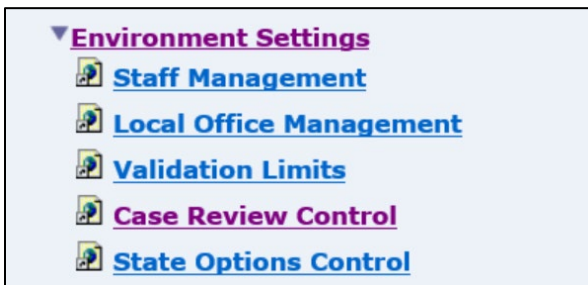 Environment Settings
Staff Management
Local Office Management
Validation Limits
Case Review Control
State Options Control